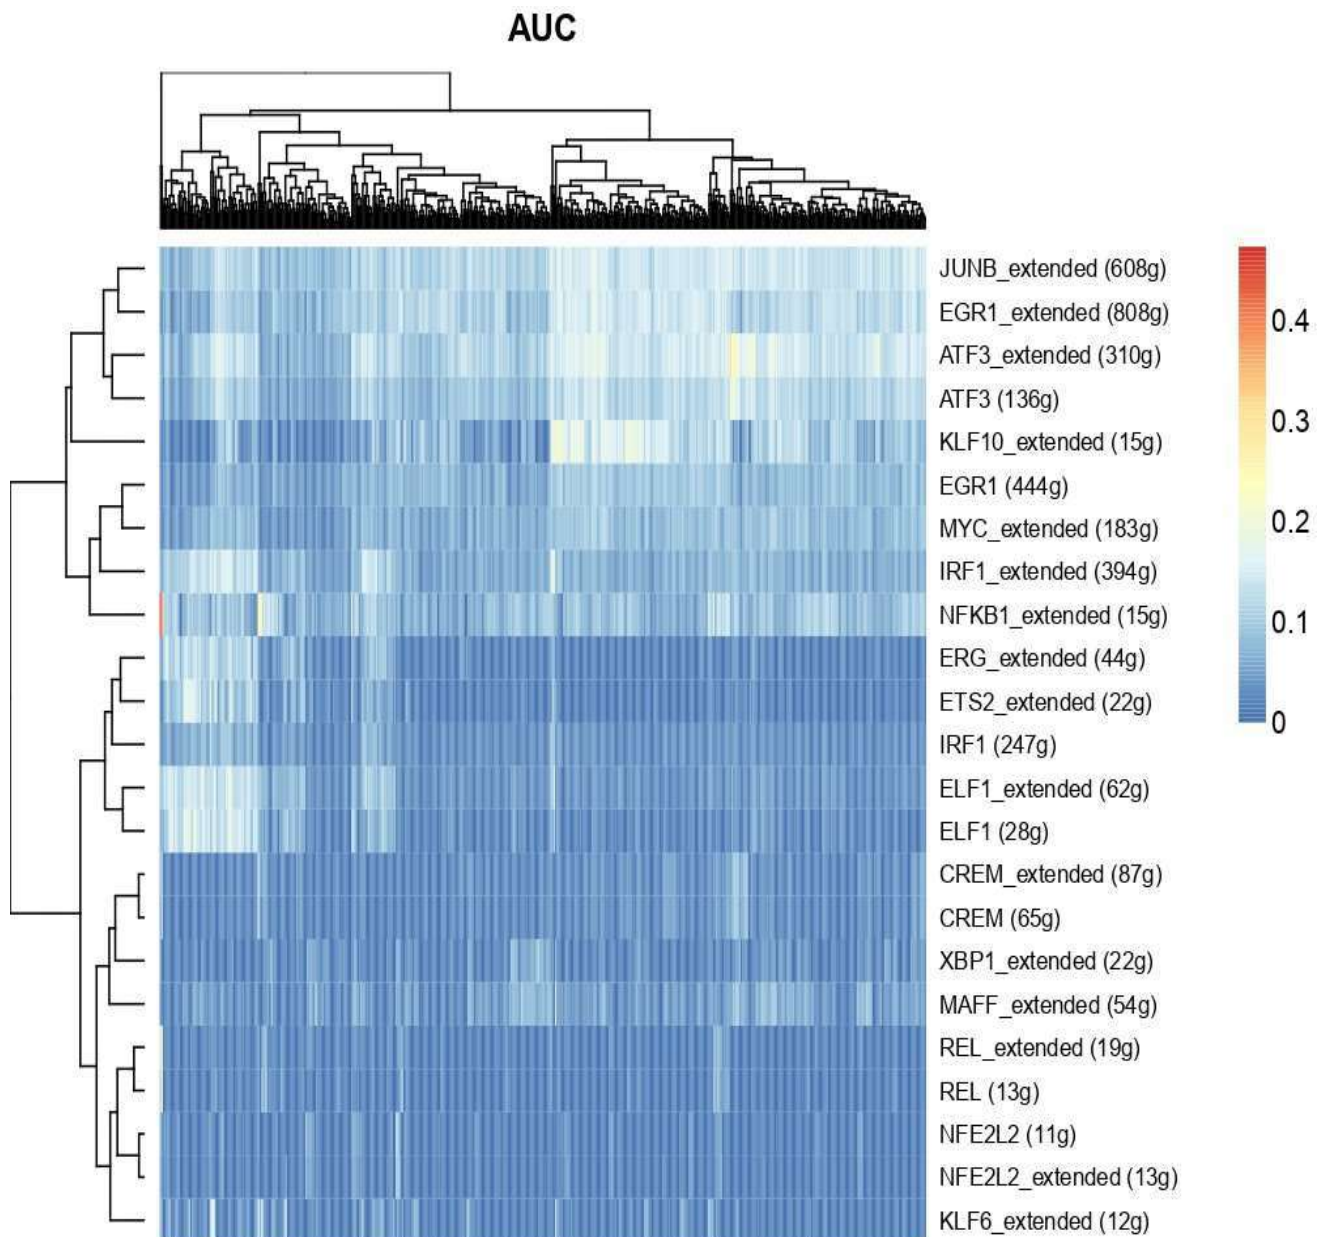 AUC
JUNB_extended (608g)
EGR1_extended (808g)
ATF3_extended (310g)
ATF3 (136g)
KLF10_extended (15g)
EGR1 (444g)
MYC_extended (183g)
IRF1_extended (394g)
NFKB1_extended (15g)
ERG_extended (44g)
ETS2_extended (22g)
IRF1 (247g)
ELF1_extended (62g)
ELF1 (28g)
CREM_extended (87g)
CREM (65g)
XBP1_extended (22g)
MAFF_extended (54g)
REL_extended (19g)
REL (13g)
NFE2L2 (11g)
NFE2L2_extended (13g)
KLF6_extended (12g)
0.4
0.3
0.2
0.1
0